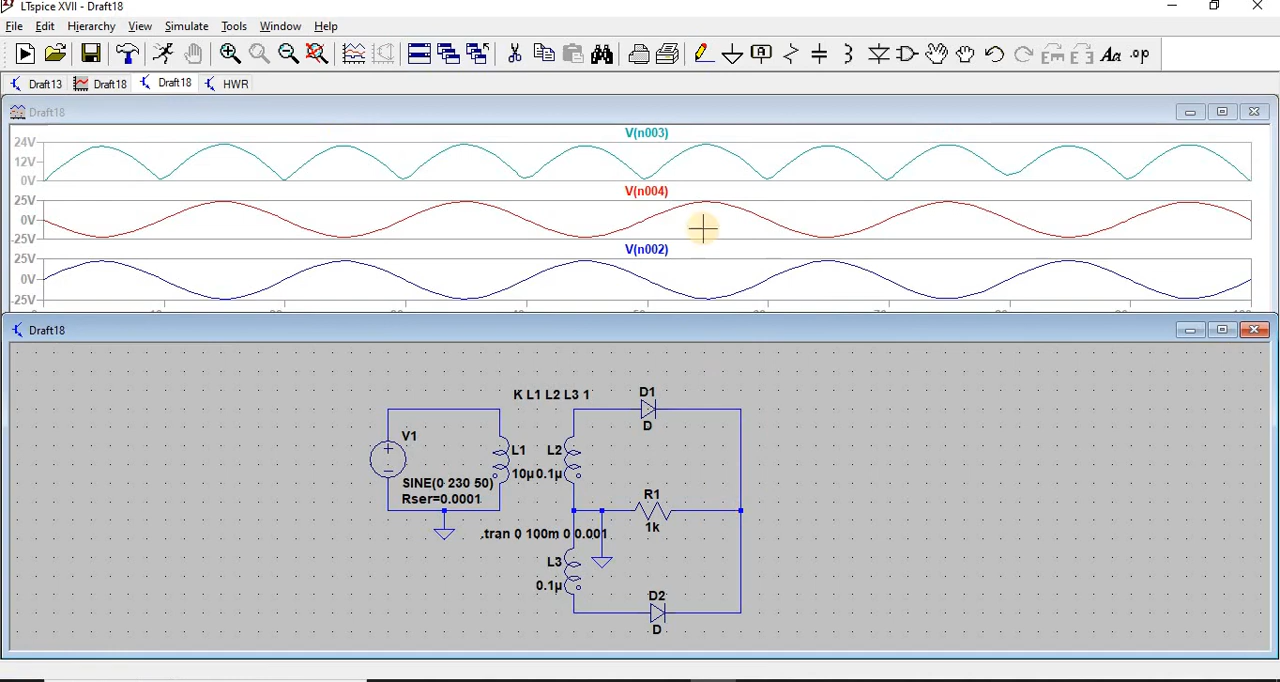 LTspice XVII - Draft18
File Edit Hierarchy View Simulate Tools Window Help
Aa .op
Draft13 Draft18 Draft18 HWR
Draft18
V(n003)
24V
12V
0V
V(n004)
25V
0V
-25V
V(n002)
25V
0V
-25V
Draft18
K L1 L2 L3 1
D1
D
V1
L1
10µ
L2
0.1µ
SINE(0 230 50)
Rser=0.0001
R1
1k
.tran 0 100m 0 0.001
L3
0.1µ
D2
D